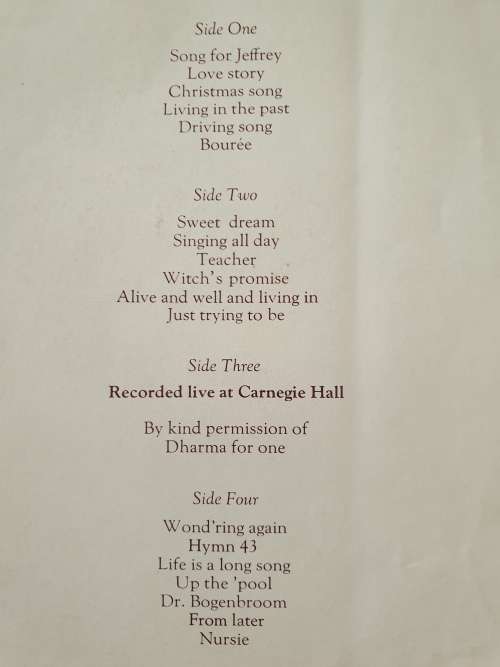 Side One
Song for Jeffrey
Love story
Christmas song
Living in the past
Driving song
Bourée
Side Two
Sweet dream
Singing all day
Teacher
Witch's promise
Alive and well and living in
Just trying to be
Side Three
Recorded live at Carnegie Hall
By kind permission of
Dharma for one
Side Four
Wond'ring again
Hymn 43
Life is a long song
Up the 'pool
Dr. Bogenbroom
From later
Nursie